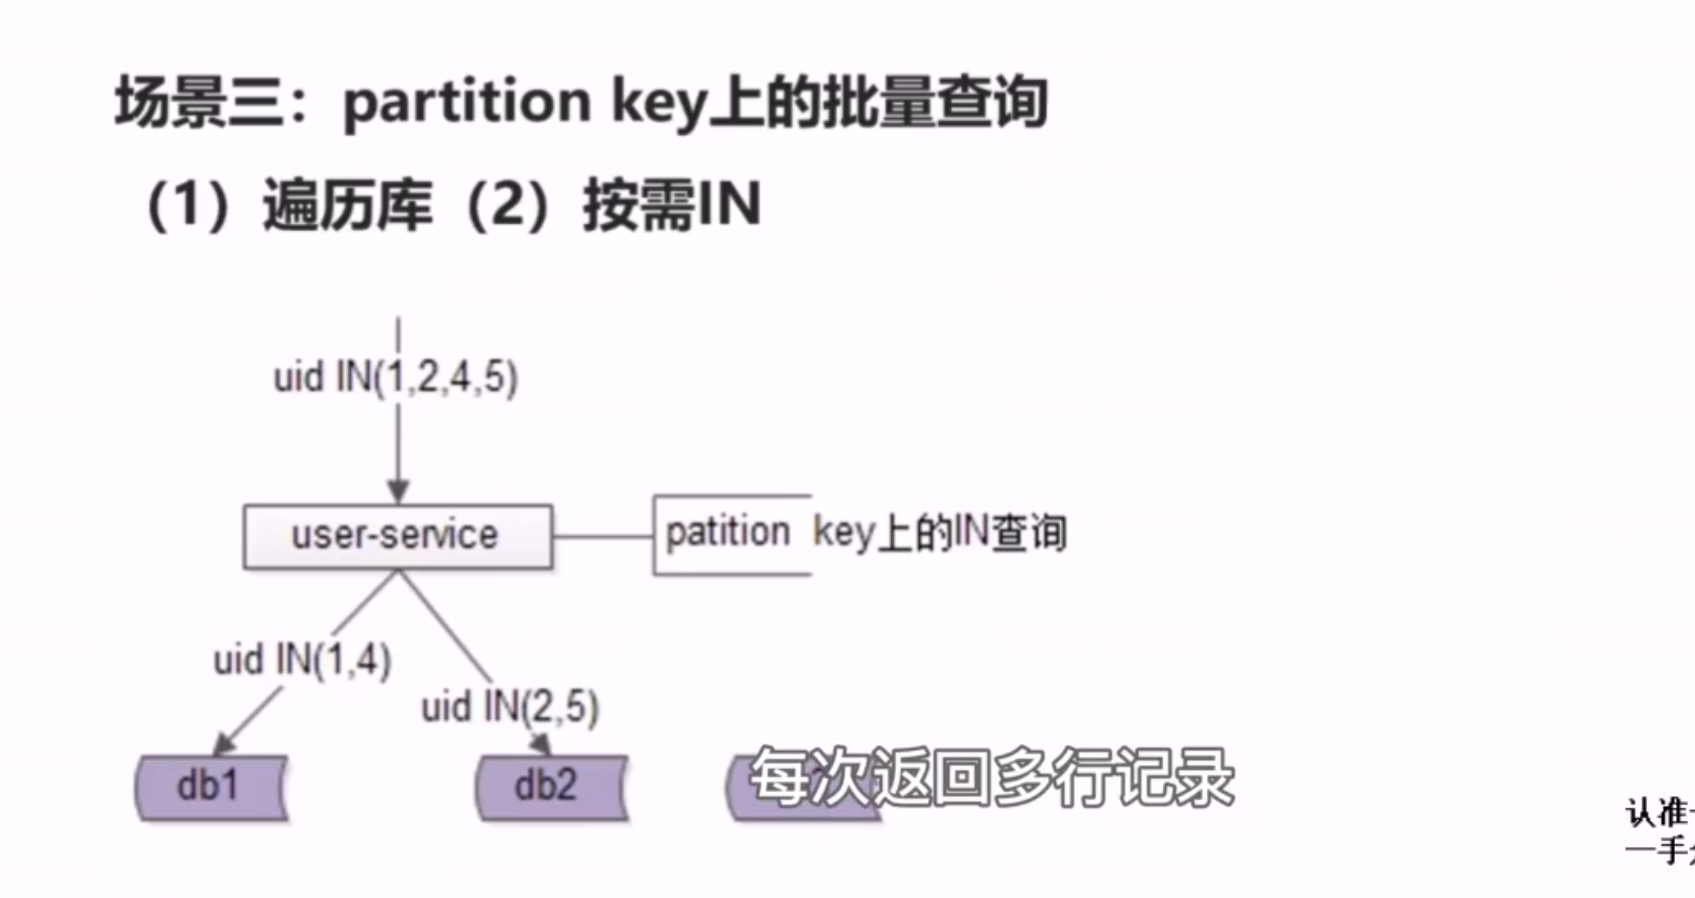 场景三：partition key上的批量查询
（1）遍历库（2）按需IN
uid IN(1,2,4,5)
user-service
patition key上的IN查询
uid IN(1,4)
uid IN(2,5)
db1
db2
每次返回多行记录
认准
一手